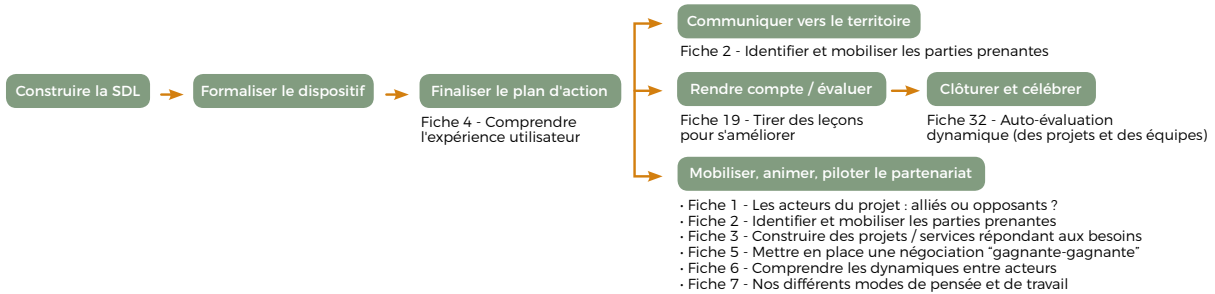 Construire la SDL
Formaliser le dispositif
Finaliser le plan d'action
Fiche 4 - Comprendre
l'expérience utilisateur
Communiquer vers le territoire
Fiche 2 - Identifier et mobiliser les parties prenantes
Rendre compte / évaluer
Fiche 19 - Tirer des leçons
pour s'améliorer
Clôturer et célébrer
Fiche 32 - Auto-évaluation
dynamique (des projets et des équipes)
Mobiliser, animer, piloter le partenariat
• Fiche 1 - Les acteurs du projet : alliés ou opposants ?
• Fiche 2 - Identifier et mobiliser les parties prenantes
• Fiche 3 - Construire des projets / services répondant aux besoins
• Fiche 5 - Mettre en place une négociation “gagnante-gagnante”
• Fiche 6 - Comprendre les dynamiques entre acteurs
• Fiche 7 - Nos différents modes de pensée et de travail